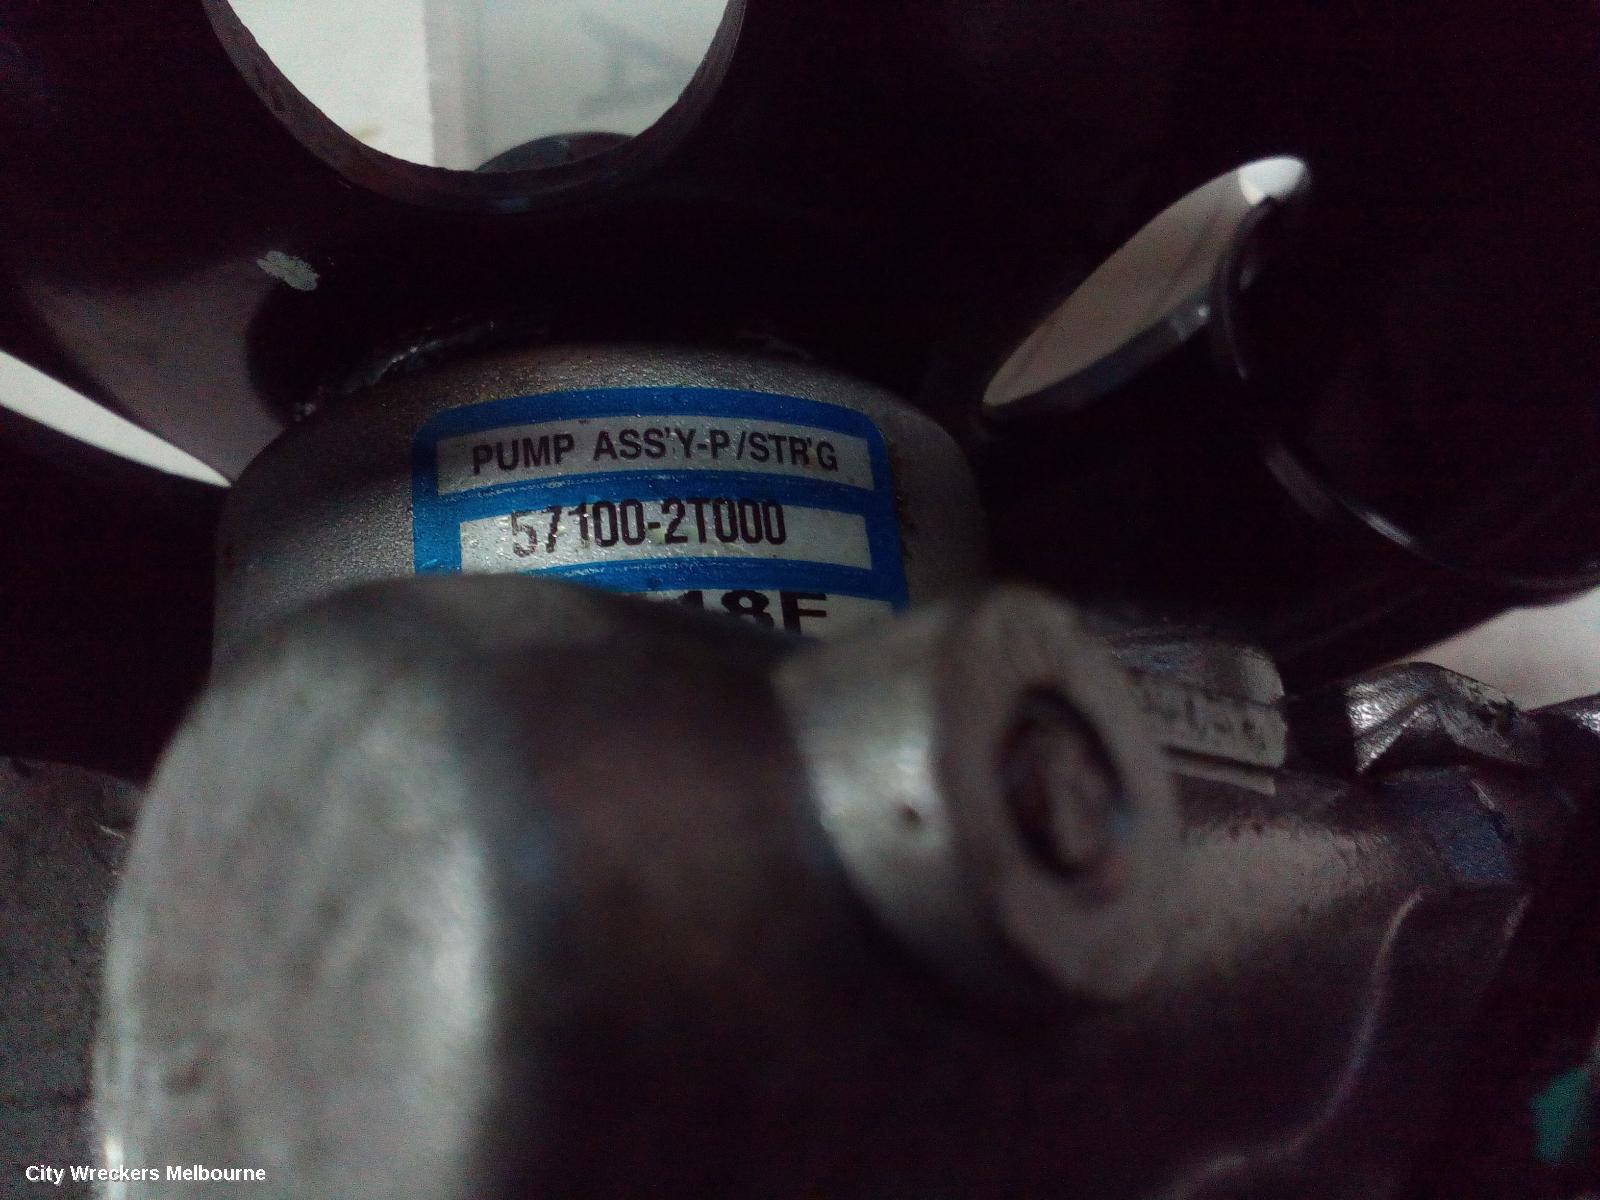 PUMP ASS'Y-P/STR'G
57100-2T000
City Wreckers Melbourne